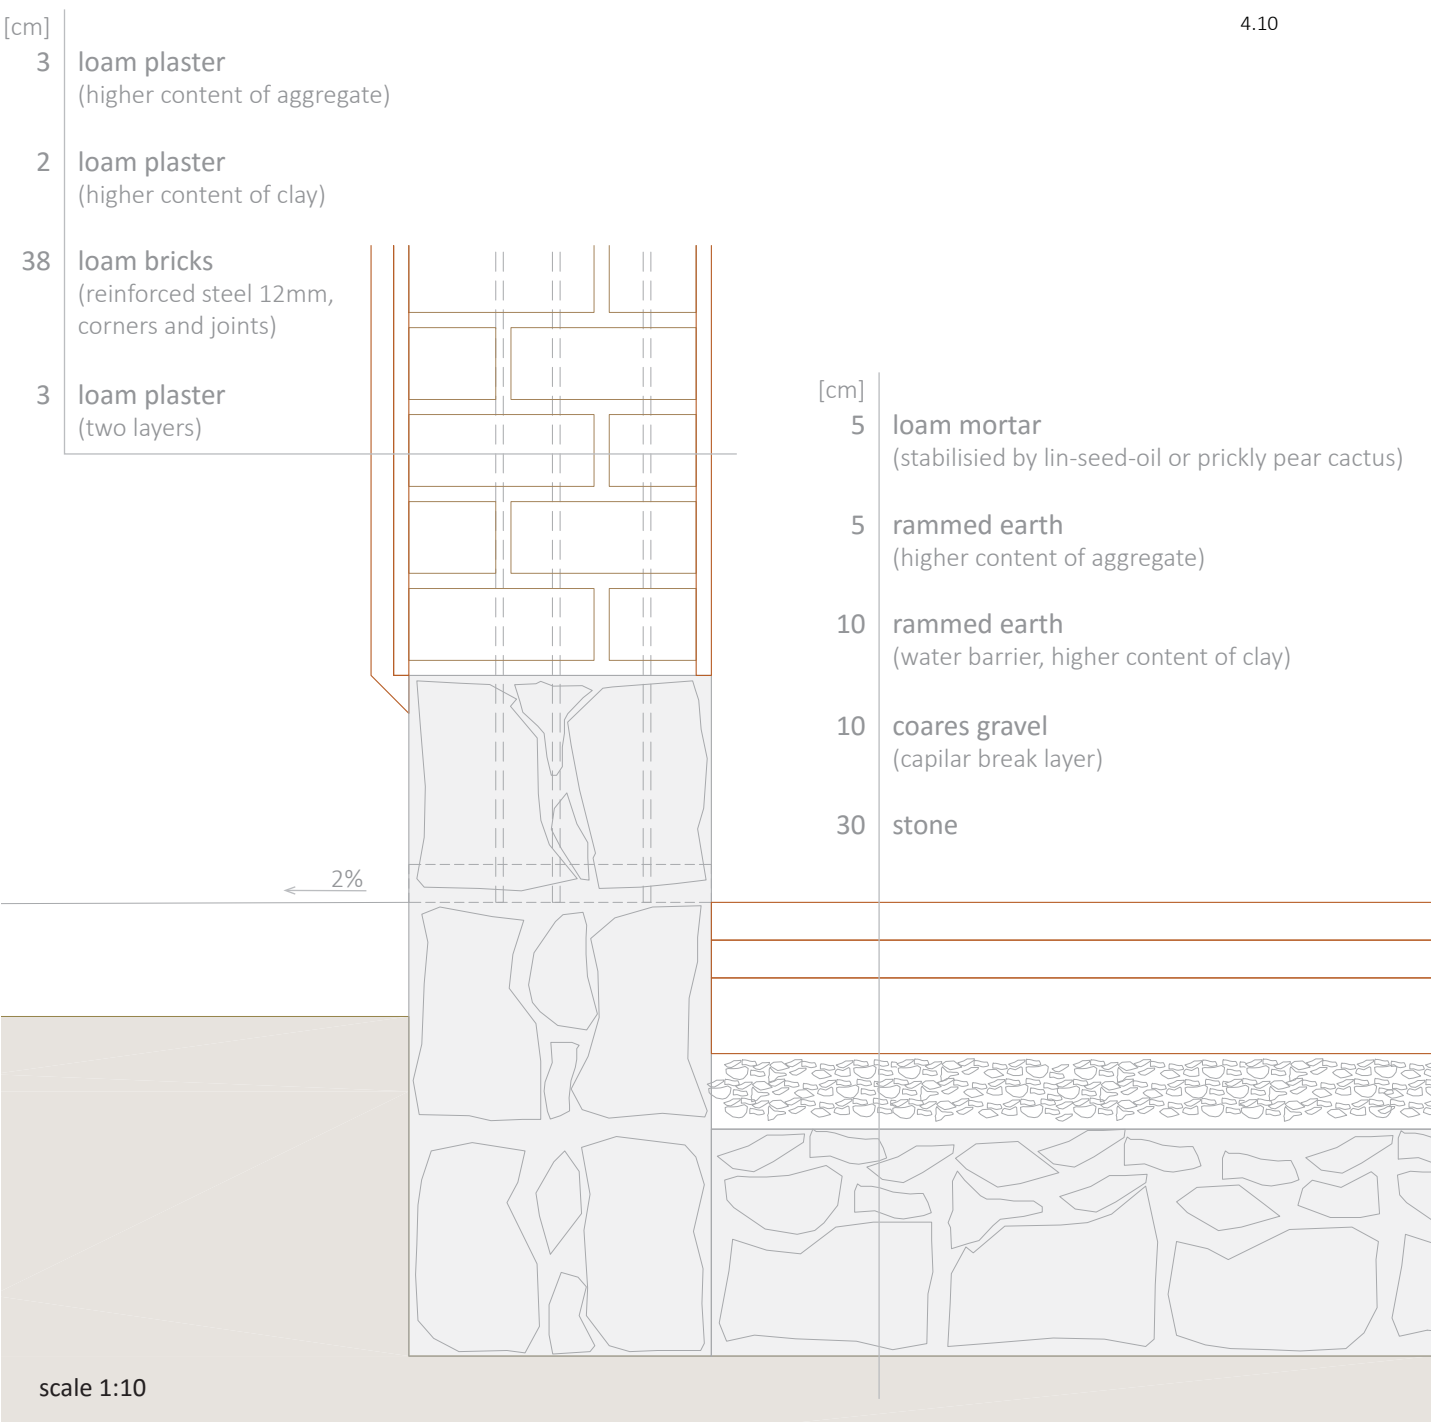 4.10
[cm]
3 loam plaster
(higher content of aggregate)
2 loam plaster
(higher content of clay)
38 loam bricks
(reinforced steel 12mm,
corners and joints)
3 loam plaster
(two layers)
[cm]
5 loam mortar
(stabilisied by lin-seed-oil or prickly pear cactus)
5 rammed earth
(higher content of aggregate)
10 rammed earth
(water barrier, higher content of clay)
10 coares gravel
(capilar break layer)
30 stone
2%
scale 1:10